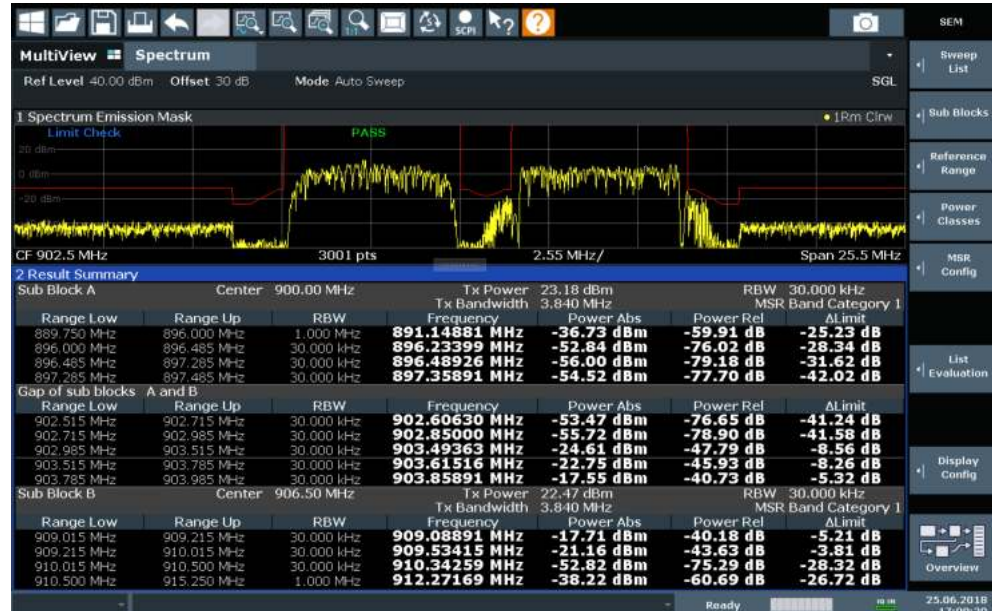 1:1
SCPI
SEM
MultiView Spectrum
Ref Level 40.00 dBm Offset 30 dB Mode Auto Sweep SGL
Sweep List
1 Spectrum Emission Mask 1Rm Clrw
Sub Blocks
Limit Check PASS
20 dBm
0 dBm
-20 dBm
Reference Range
Power Classes
CF 902.5 MHz 3001 pts 2.55 MHz/ Span 25.5 MHz
MSR Config
2 Result Summary
Sub Block A Center 900.00 MHz Tx Power 23.18 dBm RBW 30.000 kHz
Tx Bandwidth 3.840 MHz MSR Band Category 1
Range Low Range Up RBW Frequency Power Abs Power Rel ΔLimit
889.750 MHz 896.000 MHz 1.000 MHz 891.14881 MHz -36.73 dBm -59.91 dB -25.23 dB
896.000 MHz 896.485 MHz 30.000 kHz 896.23399 MHz -52.84 dBm -76.02 dB -28.34 dB
896.485 MHz 897.285 MHz 30.000 kHz 896.48926 MHz -56.00 dBm -79.18 dB -31.62 dB
897.285 MHz 897.485 MHz 30.000 kHz 897.35891 MHz -54.52 dBm -77.70 dB -42.02 dB
List Evaluation
Gap of sub blocks A and B
Range Low Range Up RBW Frequency Power Abs Power Rel ΔLimit
902.515 MHz 902.715 MHz 30.000 kHz 902.60630 MHz -53.47 dBm -76.65 dB -41.24 dB
902.715 MHz 902.985 MHz 30.000 kHz 902.85000 MHz -55.72 dBm -78.90 dB -41.58 dB
902.985 MHz 903.515 MHz 30.000 kHz 903.49363 MHz -24.61 dBm -47.79 dB -8.56 dB
903.515 MHz 903.785 MHz 30.000 kHz 903.61516 MHz -22.75 dBm -45.93 dB -8.26 dB
903.785 MHz 903.985 MHz 30.000 kHz 903.85891 MHz -17.55 dBm -40.73 dB -5.32 dB
Display Config
Sub Block B Center 906.50 MHz Tx Power 22.47 dBm RBW 30.000 kHz
Tx Bandwidth 3.840 MHz MSR Band Category 1
Range Low Range Up RBW Frequency Power Abs Power Rel ΔLimit
909.015 MHz 909.215 MHz 30.000 kHz 909.08891 MHz -17.71 dBm -40.18 dB -5.21 dB
909.215 MHz 910.015 MHz 30.000 kHz 909.53415 MHz -21.16 dBm -43.63 dB -3.81 dB
910.015 MHz 910.500 MHz 30.000 kHz 910.34259 MHz -52.82 dBm -75.29 dB -28.32 dB
910.500 MHz 915.250 MHz 1.000 MHz 912.27169 MHz -38.22 dBm -60.69 dB -26.72 dB
Overview
Ready
25.06.2018